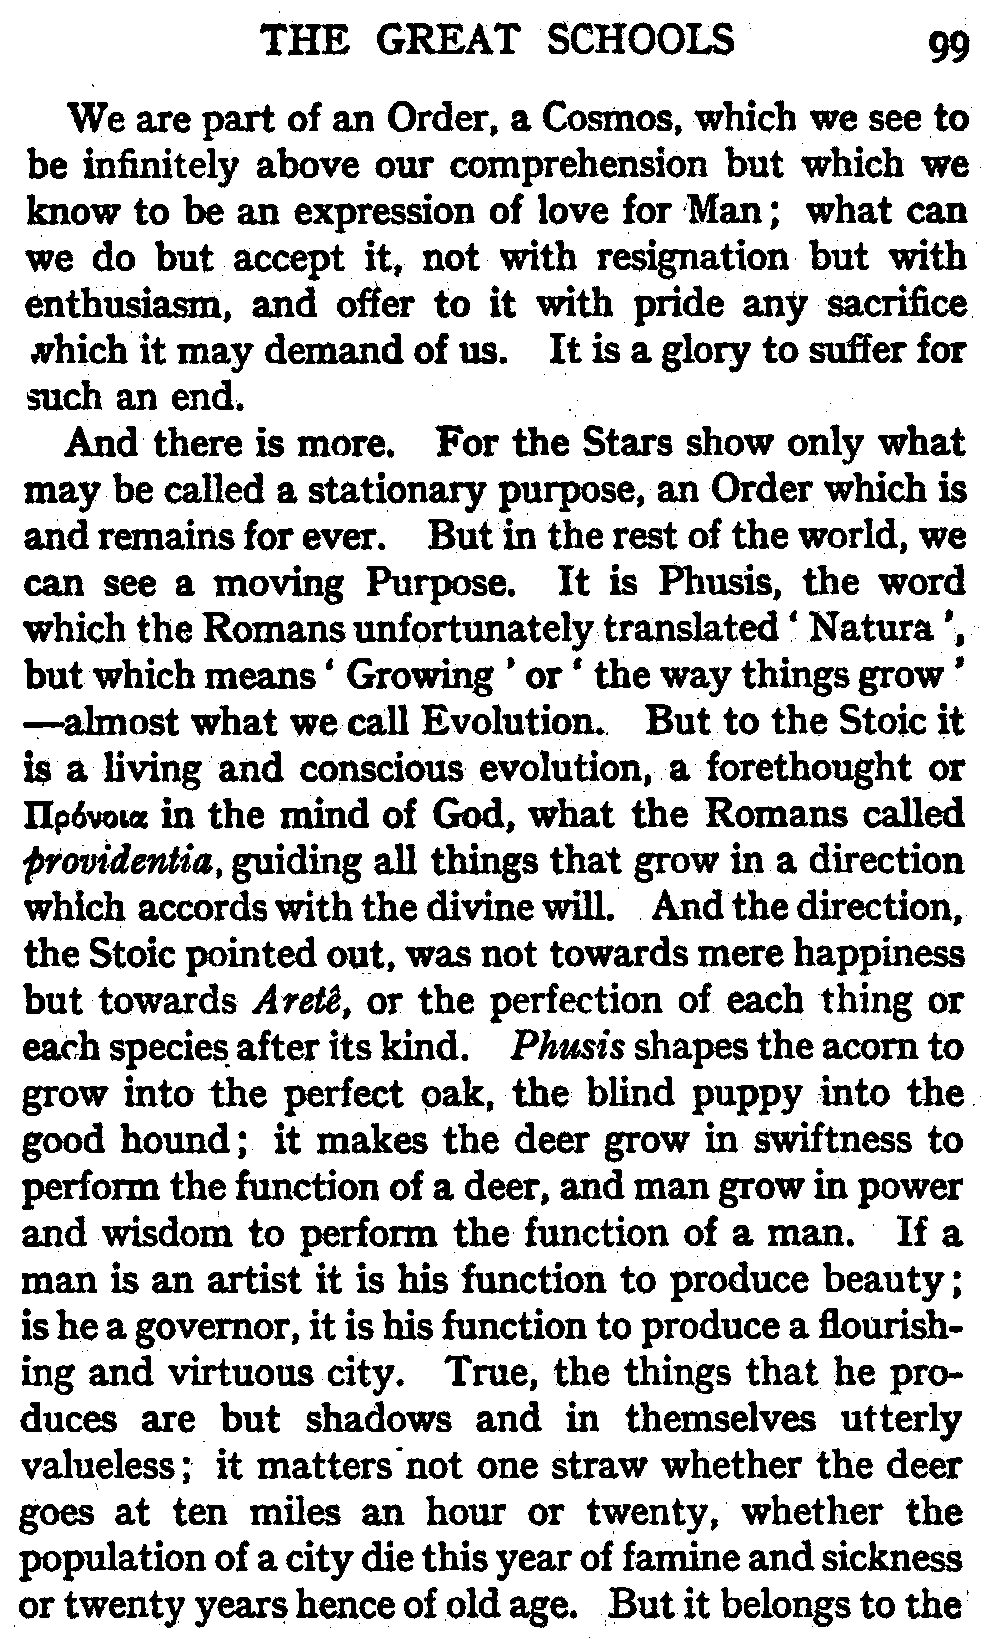 THE GREAT SCHOOLS 99
We are part of an Order, a Cosmos, which we see to
be infinitely above our comprehension but which we
know to be an expression of love for Man; what can
we do but accept it, not with resignation but with
enthusiasm, and offer to it with pride any sacrifice
which it may demand of us. It is a glory to suffer for
such an end.
And there is more. For the Stars show only what
may be called a stationary purpose, an Order which is
and remains for ever. But in the rest of the world, we
can see a moving Purpose. It is Phusis, the word
which the Romans unfortunately translated ‘ Natura ’,
but which means ‘ Growing ’ or ‘ the way things grow ’
—almost what we call Evolution. But to the Stoic it
is a living and conscious evolution, a forethought or
Πρόνοια in the mind of God, what the Romans called
providentia, guiding all things that grow in a direction
which accords with the divine will. And the direction,
the Stoic pointed out, was not towards mere happiness
but towards Aretê, or the perfection of each thing or
each species after its kind. Phusis shapes the acorn to
grow into the perfect oak, the blind puppy into the
good hound; it makes the deer grow in swiftness to
perform the function of a deer, and man grow in power
and wisdom to perform the function of a man. If a
man is an artist it is his function to produce beauty;
is he a governor, it is his function to produce a flourish-
ing and virtuous city. True, the things that he pro-
duces are but shadows and in themselves utterly
valueless; it matters not one straw whether the deer
goes at ten miles an hour or twenty, whether the
population of a city die this year of famine and sickness
or twenty years hence of old age. But it belongs to the